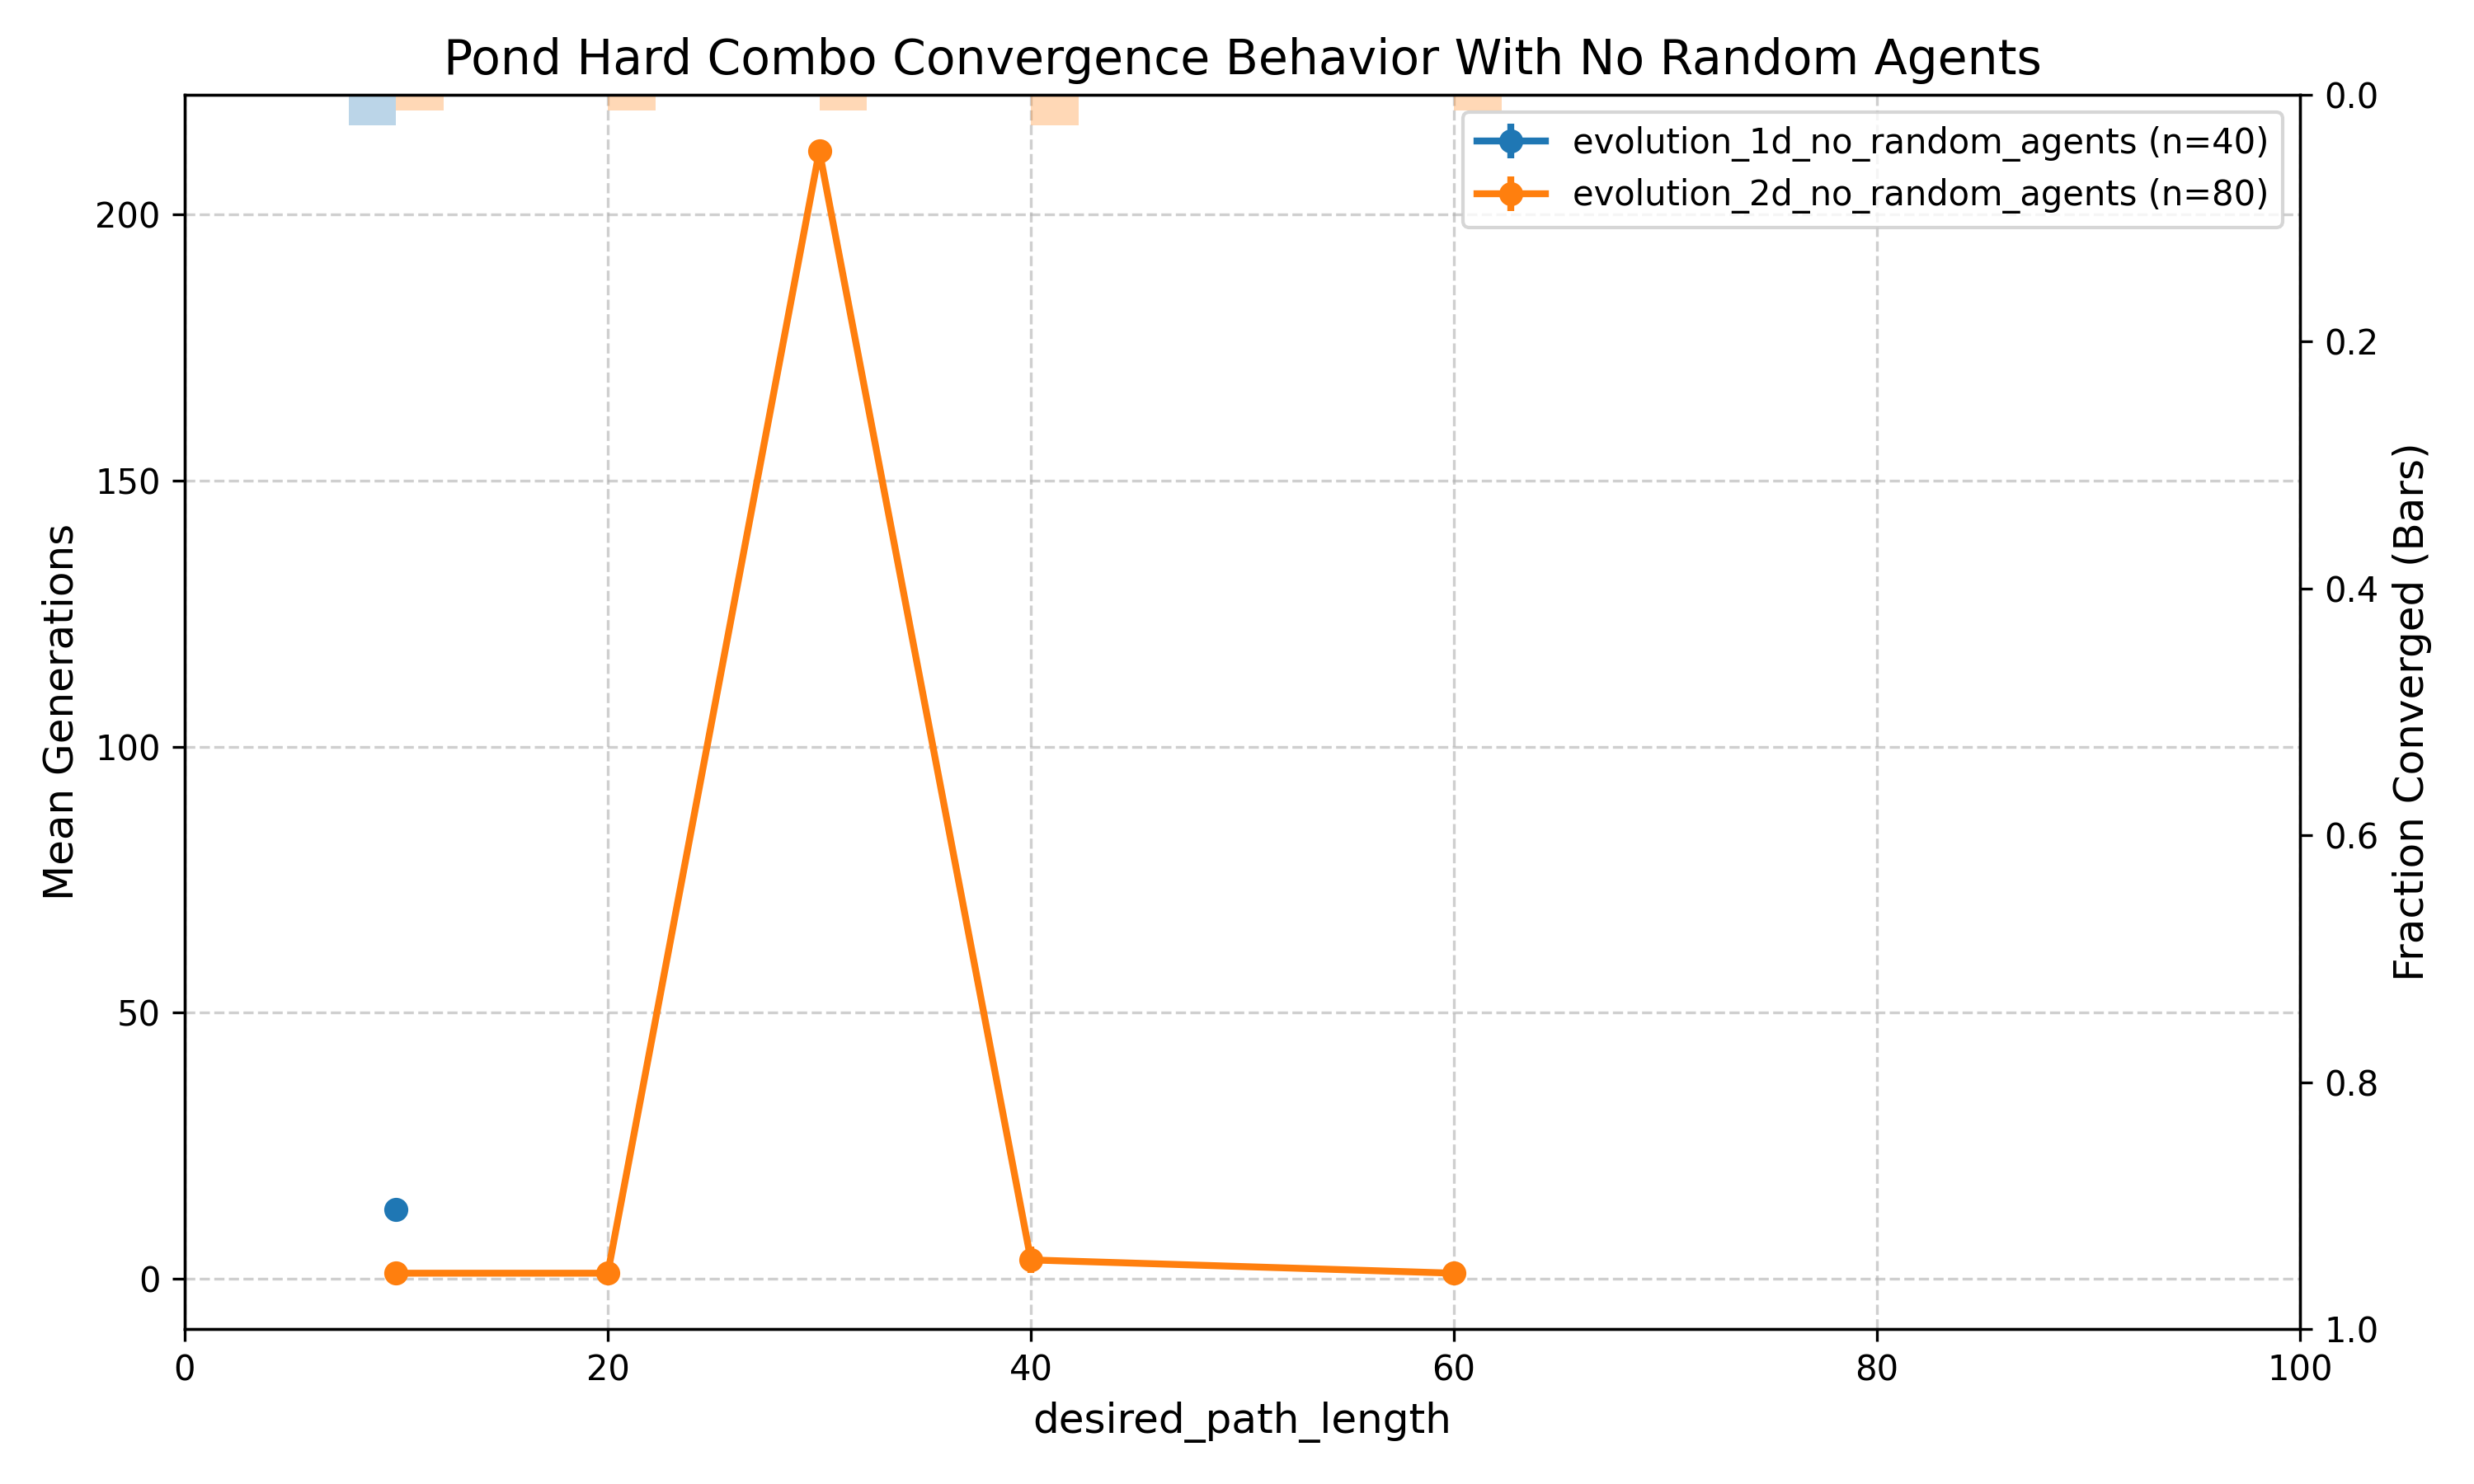 Pond Hard Combo Convergence Behavior With No Random Agents
evolution_1d_no_random_agents (n=40)
evolution_2d_no_random_agents (n=80)
Mean Generations
200
150
100
50
0
0.0
0.2
0.4
0.6
0.8
1.0
Fraction Converged (Bars)
0 20 40 60 80 100
desired_path_length